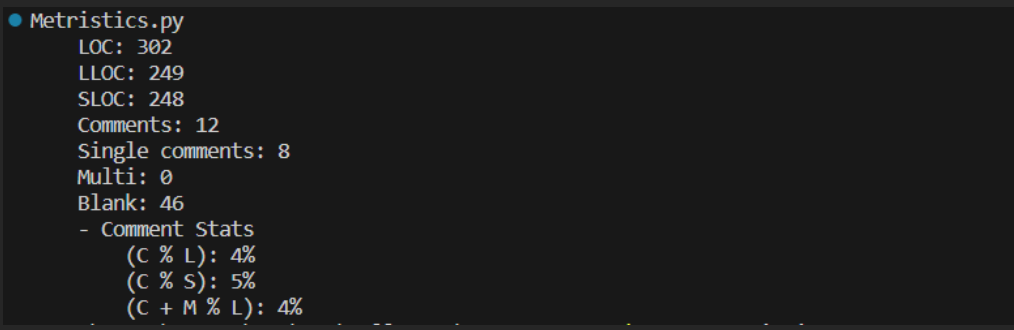 Metristics.py
LOC: 302
LLOC: 249
SLOC: 248
Comments: 12
Single comments: 8
Multi: 0
Blank: 46
- Comment Stats
(C % L): 4%
(C % S): 5%
(C + M % L): 4%